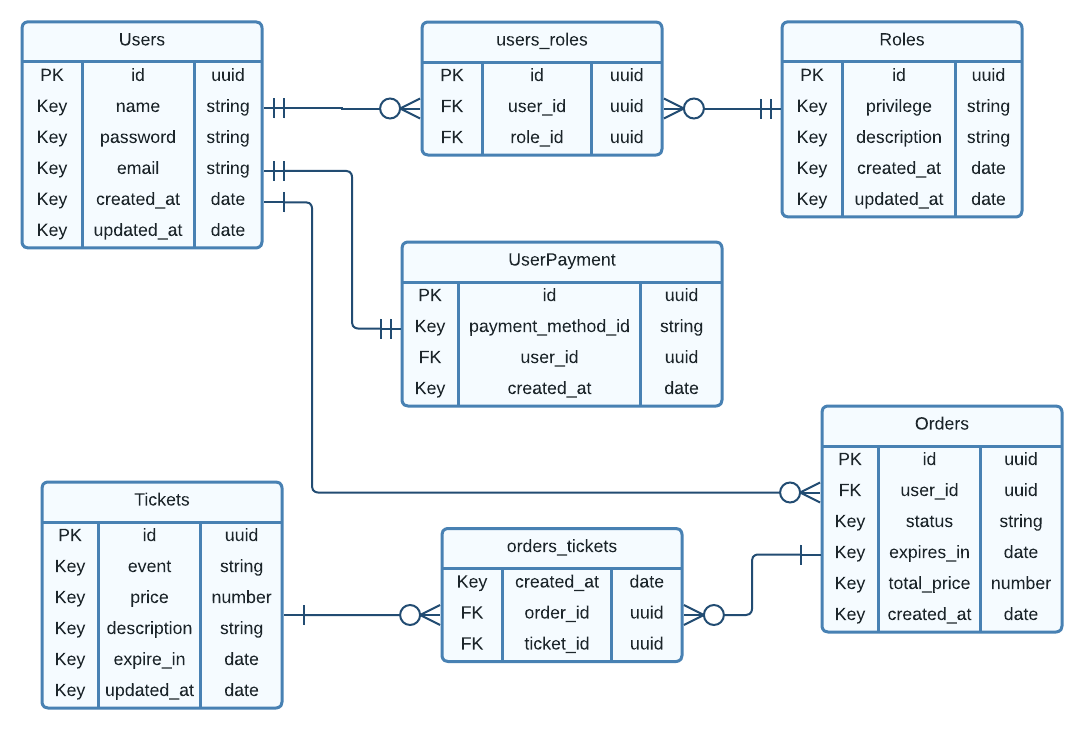 Users
PK id uuid
Key name string
Key password string
Key email string
Key created_at date
Key updated_at date
users_roles
PK id uuid
FK user_id uuid
FK role_id uuid
Roles
PK id uuid
Key privilege string
Key description string
Key created_at date
Key updated_at date
UserPayment
PK id uuid
Key payment_method_id string
FK user_id uuid
Key created_at date
Orders
PK id uuid
FK user_id uuid
Key status string
Key expires_in date
Key total_price number
Key created_at date
Tickets
PK id uuid
Key event string
Key price number
Key description string
Key expire_in date
Key updated_at date
orders_tickets
Key created_at date
FK order_id uuid
FK ticket_id uuid